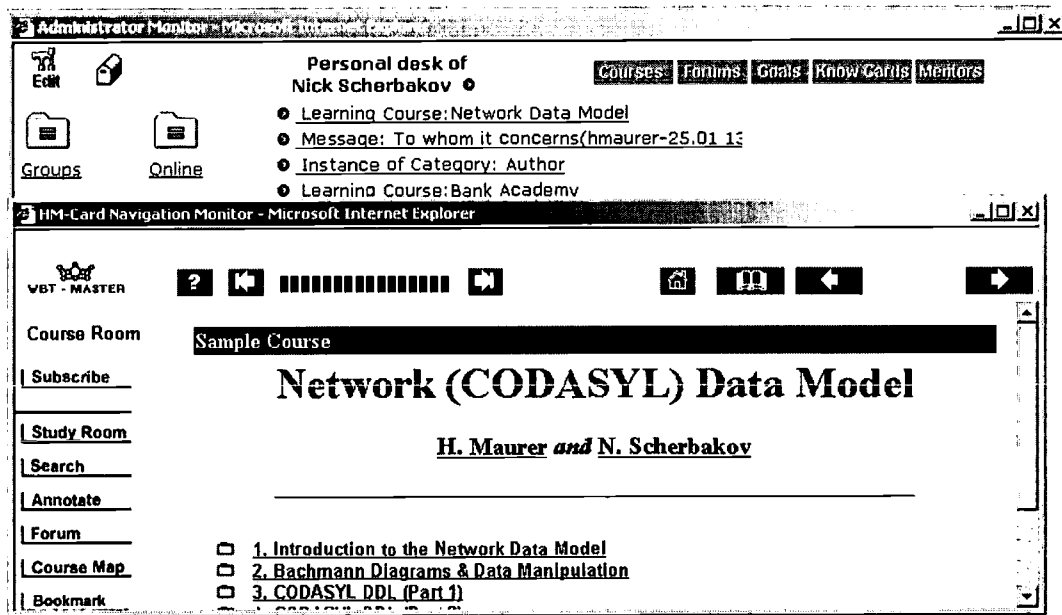 Administrator Monitor - Microsoft Internet Explorer
Edit
Personal desk of
Nick Scherbakov
Courses Forums Goals Know Cards Mentors
Groups
Online
Learning Course:Network Data Model
Message: To whom it concerns(hmaurer-25.01 13
Instance of Category: Author
Learning Course:Bank Academy
HM-Card Navigation Monitor - Microsoft Internet Explorer
WBT - MASTER
?
Course Room
Subscribe
Study Room
Search
Annotate
Forum
Course Map
Bookmark
Sample Course
Network (CODASYL) Data Model
H. Maurer and N. Scherbakov
1. Introduction to the Network Data Model
2. Bachmann Diagrams & Data Manipulation
3. CODASYL DDL (Part 1)